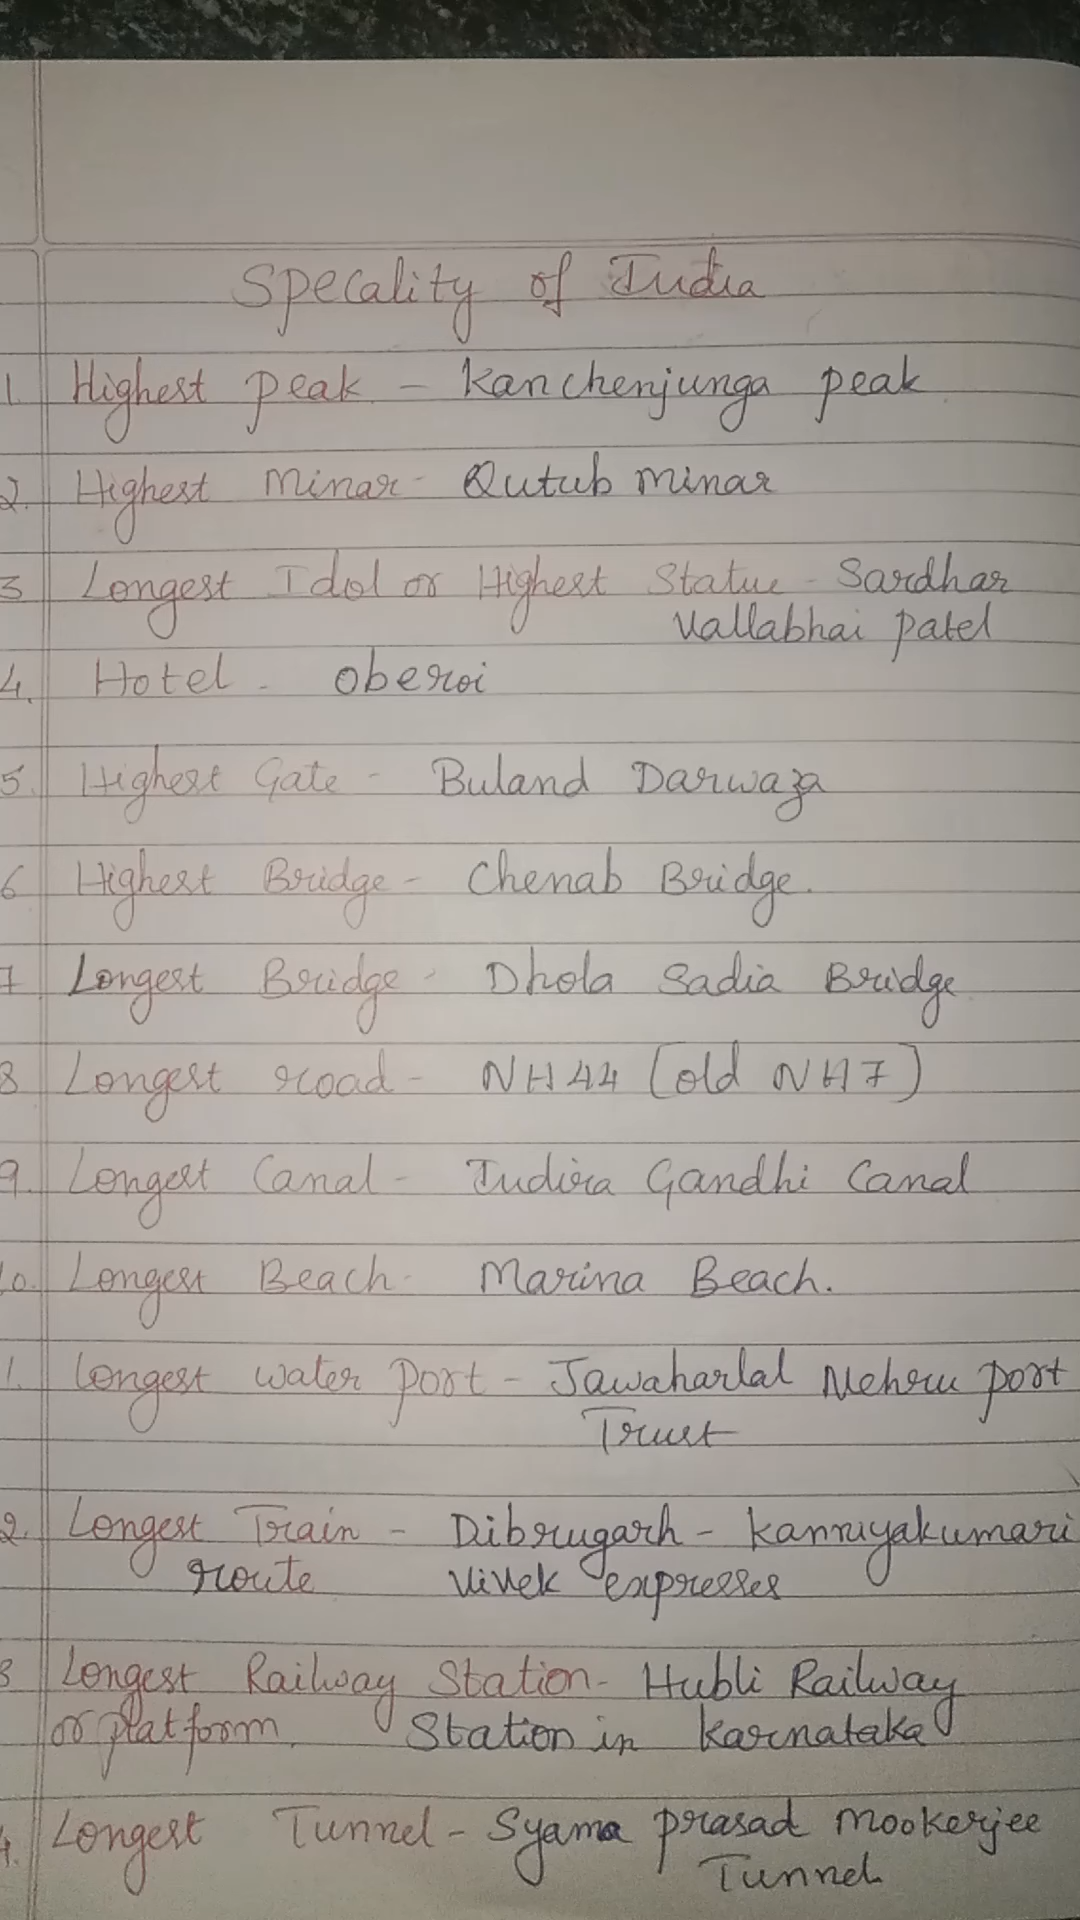 Specality of India
1. Highest peak - Kanchenjunga peak
2. Highest Minar - Qutub minar
3 Longest Idol or Highest Statue - Sardhar
Vallabhai patel
4. Hotel - oberoi
5. Highest Gate - Buland Darwaza
6 Highest Bridge - Chenab Bridge.
7 Longest Bridge - Dhola Sadia Bridge
8 Longest road - NH44 (old NH7)
9. Longest Canal - Indira Gandhi Canal
10. Longest Beach - Marina Beach.
1. longest water port - Jawaharlal Nehru port
Trust
2. Longest Train - Dibrugarh - kanniyakumari
route vivek expresses
3 Longest Railway Station - Hubli Railway
or platform. Station in Karnataka
4. Longest Tunnel - Syama prasad mookerjee
Tunnel